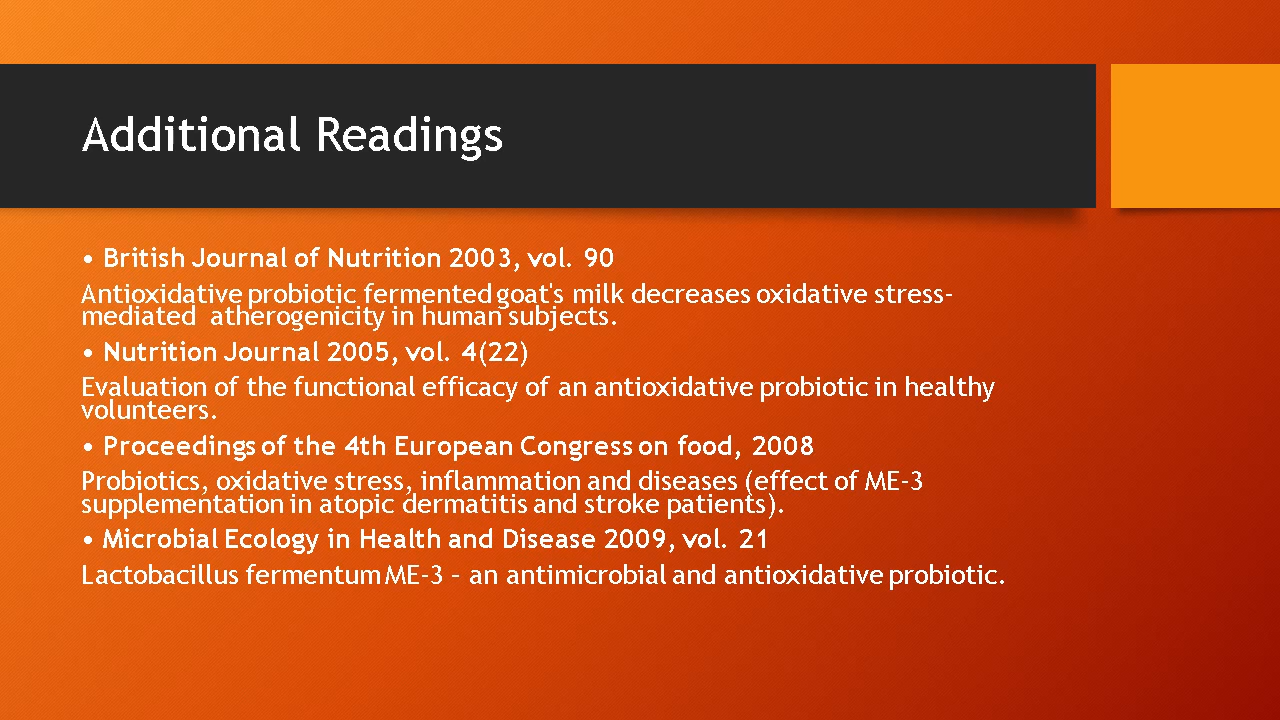 Additional Readings
• British Journal of Nutrition 2003, vol. 90
Antioxidative probiotic fermented goat's milk decreases oxidative stress-
mediated atherogenicity in human subjects.
• Nutrition Journal 2005, vol. 4(22)
Evaluation of the functional efficacy of an antioxidative probiotic in healthy
volunteers.
• Proceedings of the 4th European Congress on food, 2008
Probiotics, oxidative stress, inflammation and diseases (effect of ME-3
supplementation in atopic dermatitis and stroke patients).
• Microbial Ecology in Health and Disease 2009, vol. 21
Lactobacillus fermentum ME-3 – an antimicrobial and antioxidative probiotic.